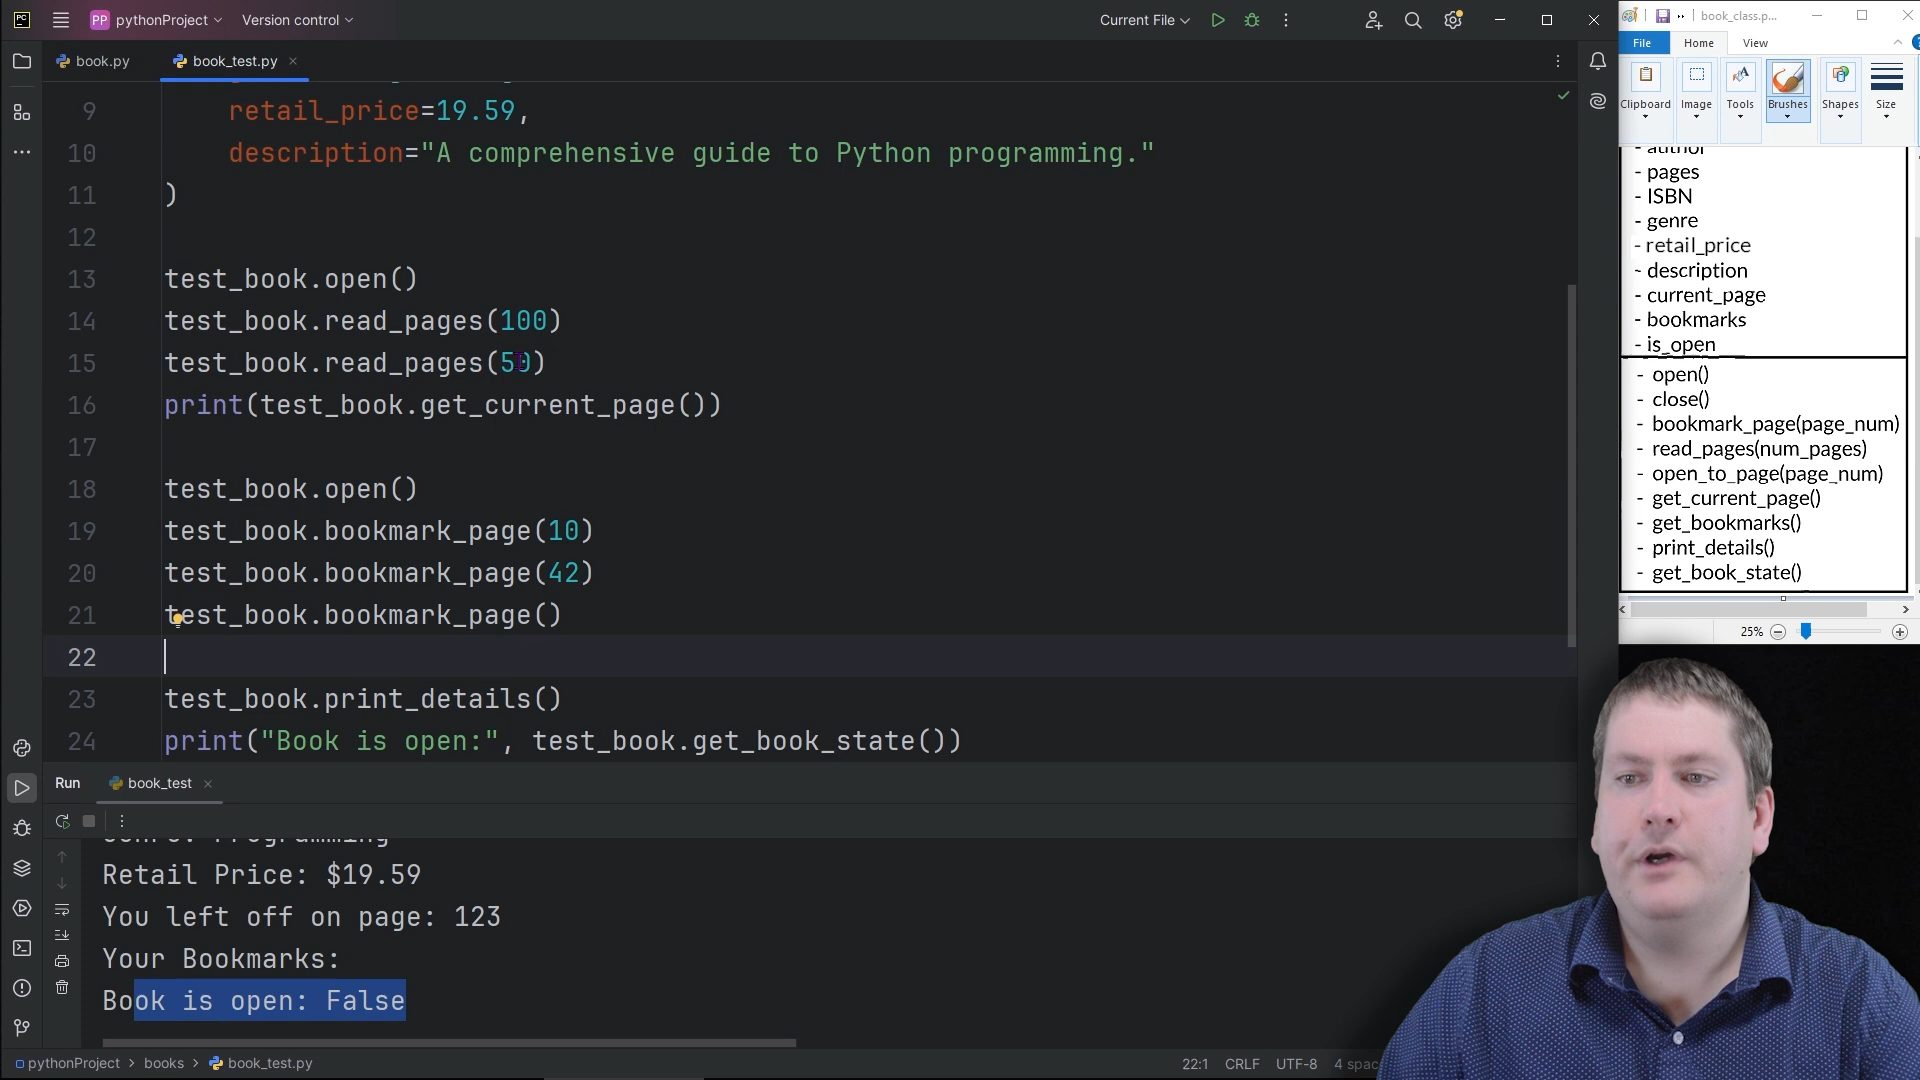 PC
PP
pythonProject
Version control
Current File
book_class.p...
book.py
book_test.py
File
Home
View
Clipboard
Image
Tools
Brushes
Shapes
Size
9 retail_price=19.59,
10 description="A comprehensive guide to Python programming."
11 )
12
13 test_book.open()
14 test_book.read_pages(100)
15 test_book.read_pages(50)
16 print(test_book.get_current_page())
17
18 test_book.open()
19 test_book.bookmark_page(10)
20 test_book.bookmark_page(42)
21 test_book.bookmark_page()
22
23 test_book.print_details()
24 print("Book is open:", test_book.get_book_state())
- author
- pages
- ISBN
- genre
- retail_price
- description
- current_page
- bookmarks
- is_open
- open()
- close()
- bookmark_page(page_num)
- read_pages(num_pages)
- open_to_page(page_num)
- get_current_page()
- get_bookmarks()
- print_details()
- get_book_state()
25%
Run
book_test
Genre: Programming
Retail Price: $19.59
You left off on page: 123
Your Bookmarks:
Book is open: False
pythonProject > books > book_test.py
22:1
CRLF
UTF-8
4